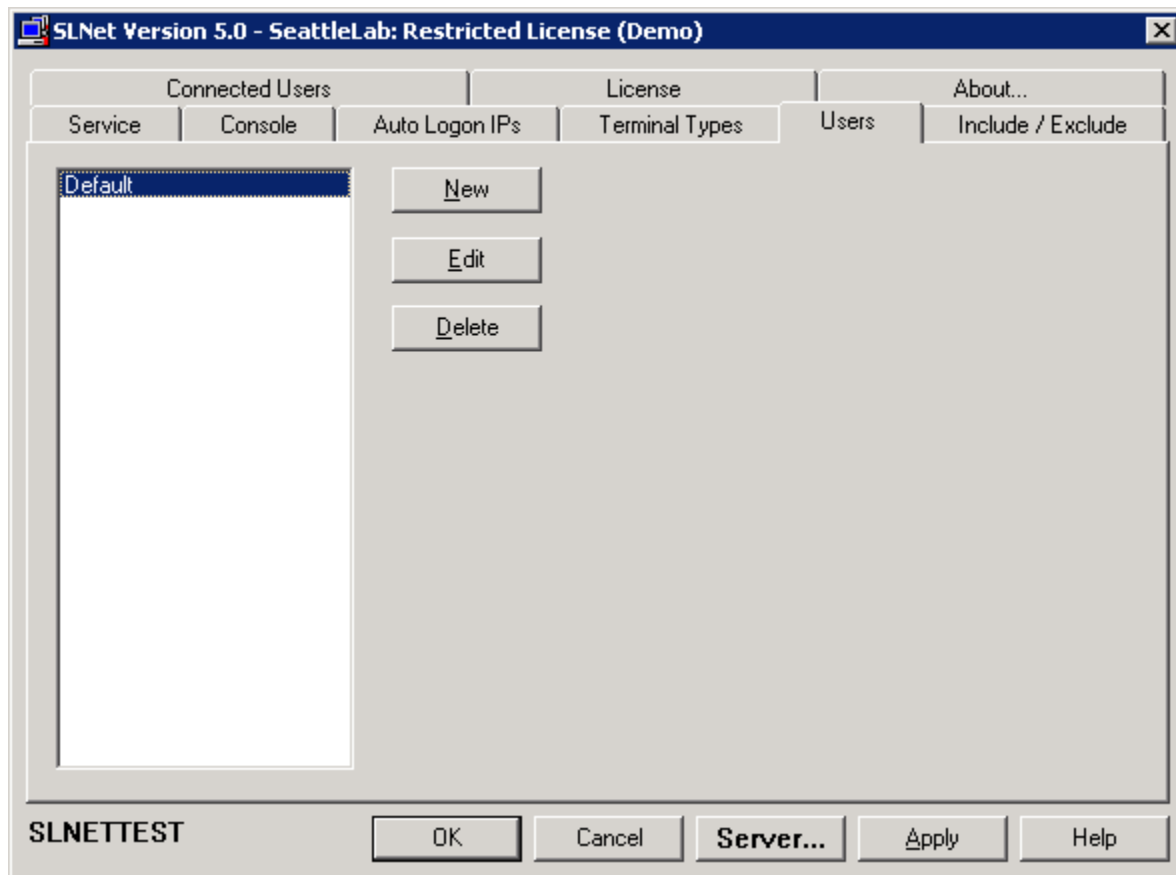 SLNet Version 5.0 - SeattleLab: Restricted License (Demo)
Connected Users License About...
Service Console Auto Logon IPs Terminal Types Users Include / Exclude
Default
New
Edit
Delete
SLNETTEST OK Cancel Server... Apply Help